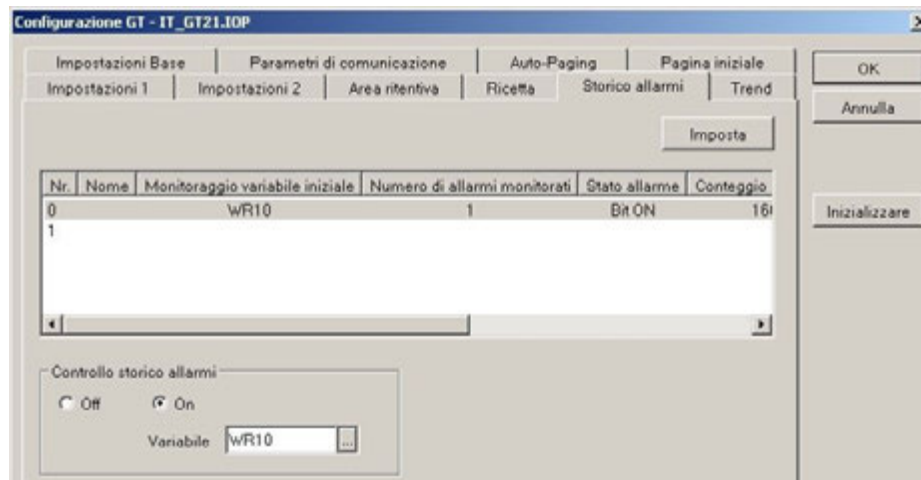 Configurazione GT - IT_GT21.IOP
Impostazioni Base Parametri di comunicazione Auto-Paging Pagina iniziale
OK
Impostazioni 1 Impostazioni 2 Area ritentiva Ricetta Storico allarmi Trend
Annulla
Imposta
Nr. Nome Monitoraggio variabile iniziale Numero di allarmi monitorati Stato allarme Conteggio
0 WR10 1 Bit ON
Inizializzare
1
Controllo storico allarmi
Off On
Variabile WR10 ...